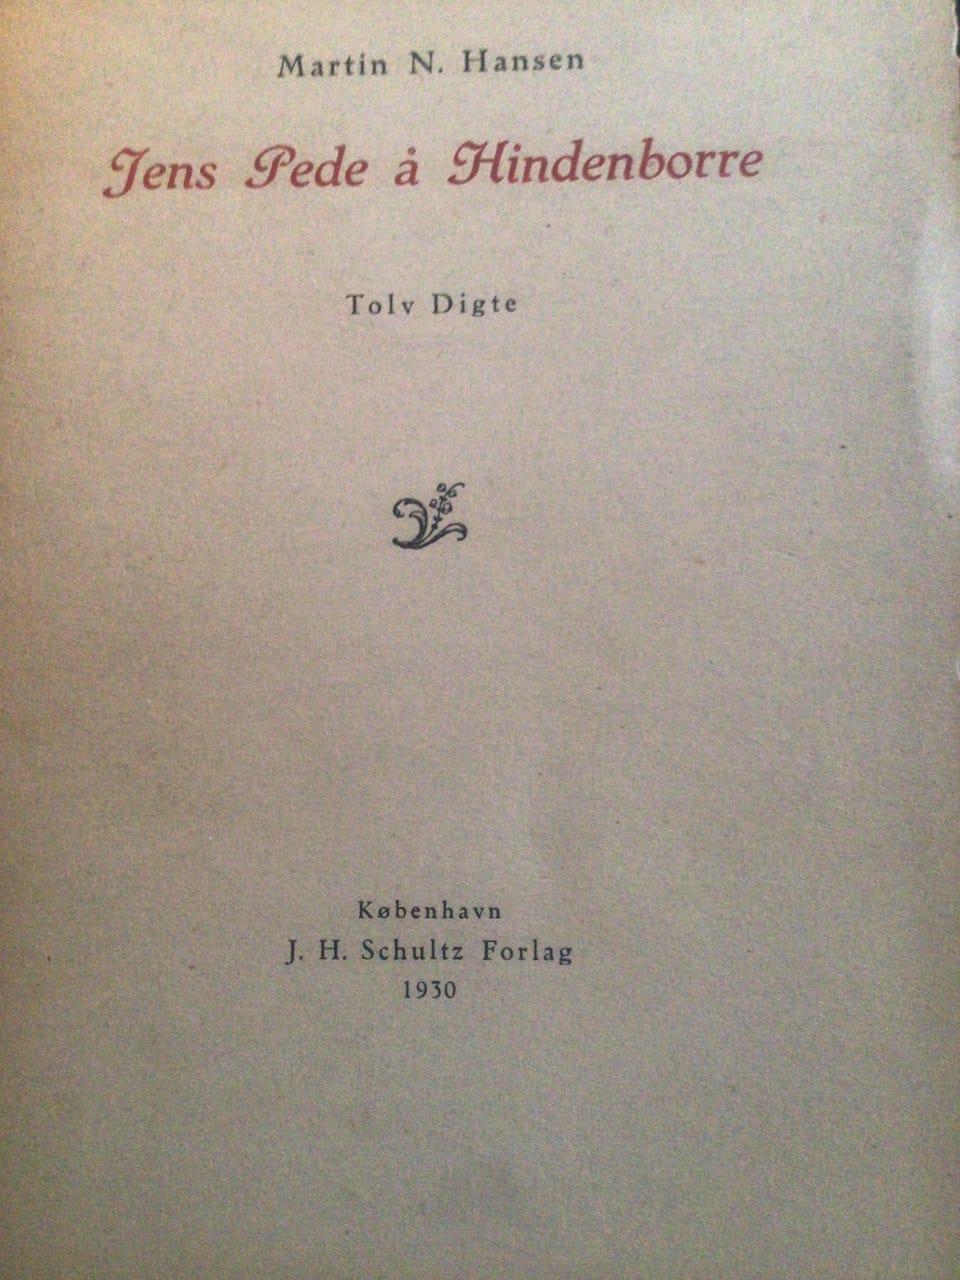 Martin N. Hansen
Jens Pede å Hindenborre
Tolv Digte
København
J. H. Schultz Forlag
1930